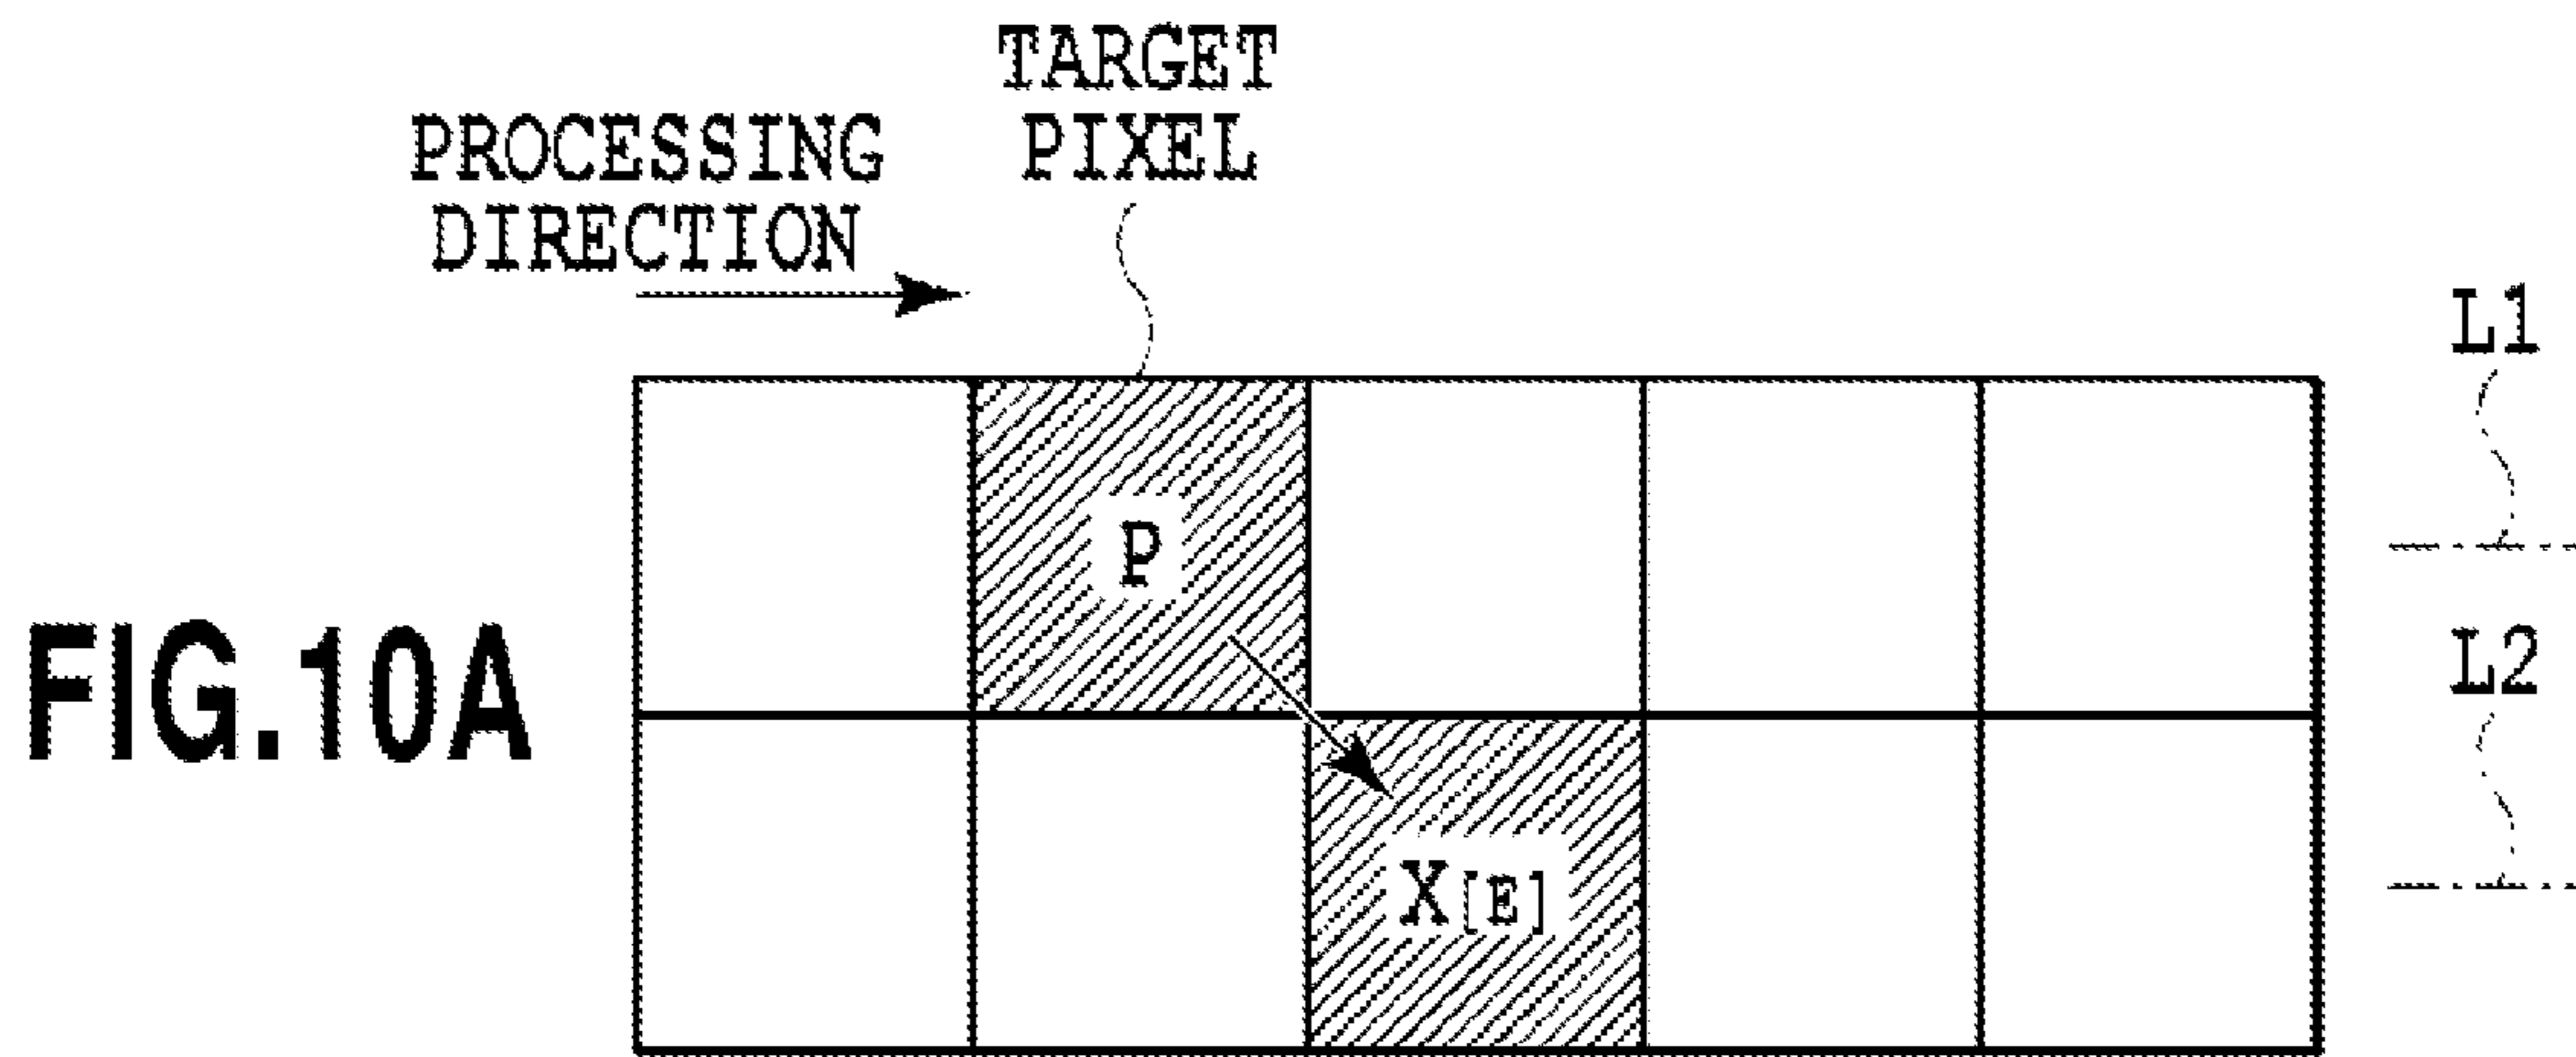 TARGET
PIXEL
PROCESSING
DIRECTION
L1
P
FIG.10A
L2
X[E]